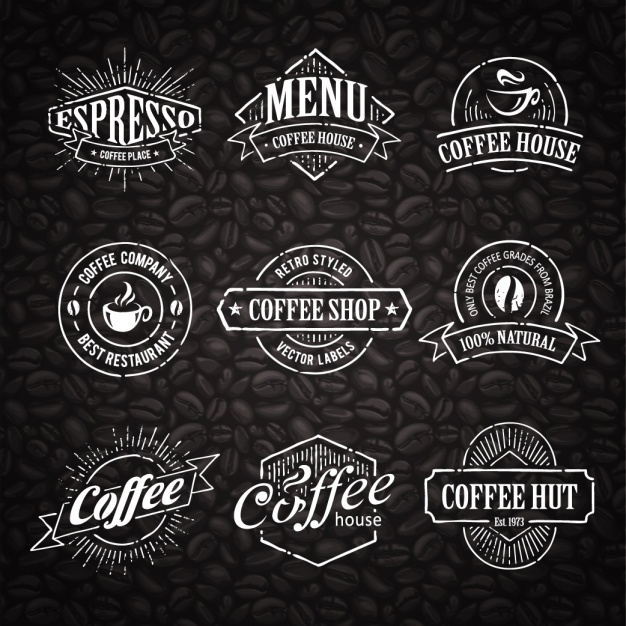 ESPRESSO
COFFEE PLACE
MENU
COFFEE HOUSE
COFFEE HOUSE
COFFEE COMPANY
BEST RESTAURANT
RETRO STYLED
COFFEE SHOP
VECTOR LABELS
ONLY BEST COFFEE GRADES FROM BRAZIL
100% NATURAL
Coffee
Coffee
house
COFFEE HUT
Est. 1973